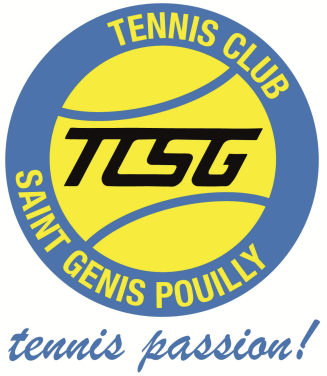 TENNIS CLUB
TCSG
SAINT GENIS POUILLY
tennis passion!